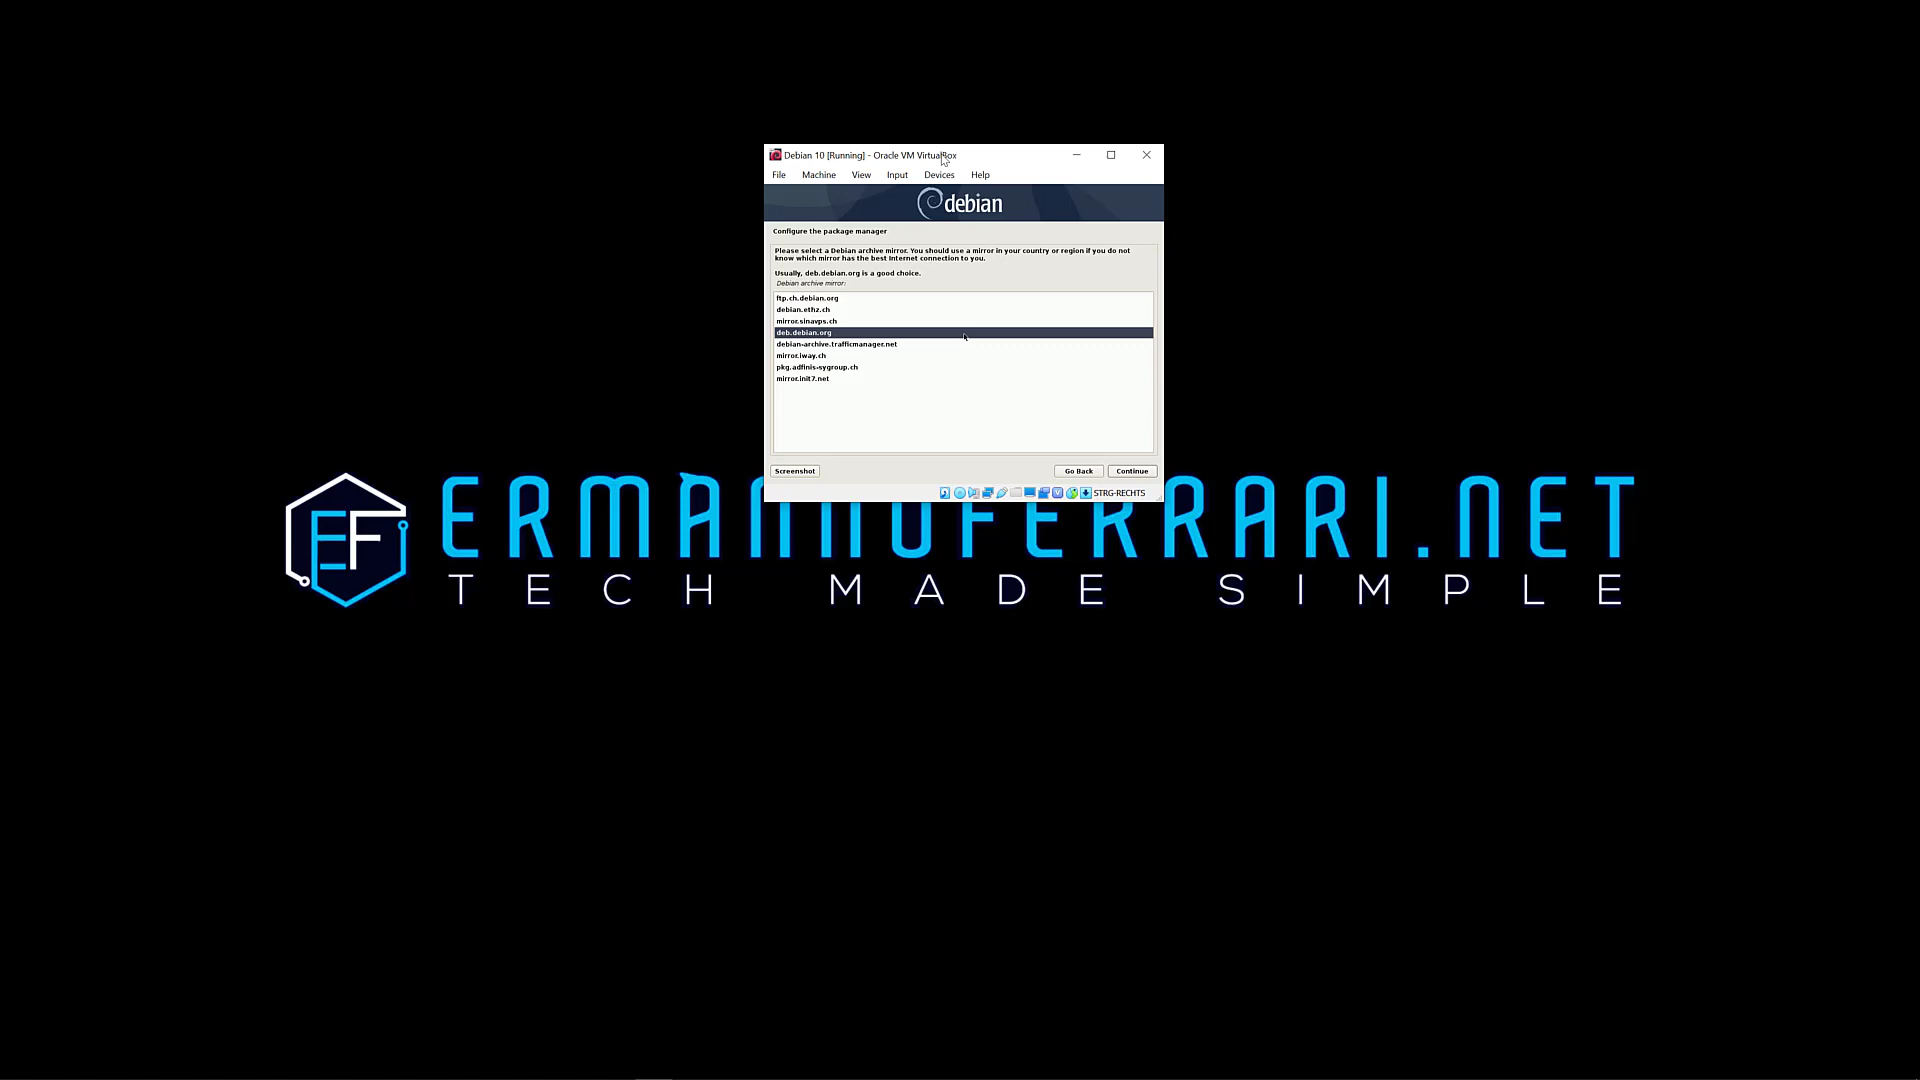 Debian 10 [Running] - Oracle VM VirtualBox
File Machine View Input Devices Help
debian
Configure the package manager
Please select a Debian archive mirror. You should use a mirror in your country or region if you do not
know which mirror has the best Internet connection to you.
Usually, deb.debian.org is a good choice.
Debian archive mirror:
ftp.ch.debian.org
debian.ethz.ch
mirror.sinavps.ch
deb.debian.org
debian-archive.trafficmanager.net
mirror.iway.ch
pkg.adfinis-sygroup.ch
mirror.init7.net
Screenshot Go Back Continue
STRG-RECHTS
EF ERMANNOFERRARI.NET
TECH MADE SIMPLE